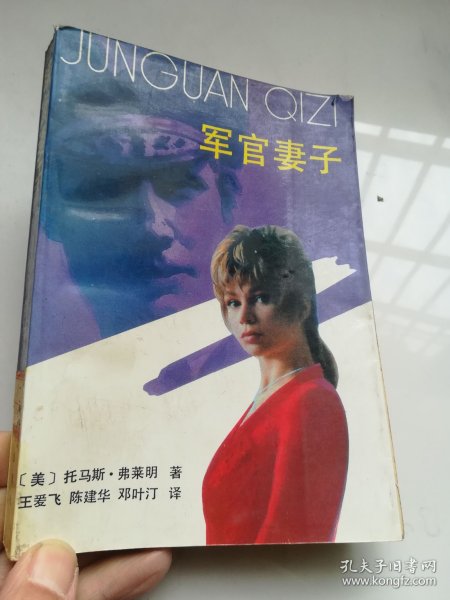 JUNGUAN QIZI
军官妻子
〔美〕托马斯·弗莱明 著
王爱飞 陈建华 邓叶汀 译
孔夫子旧书网
www.kongfz.com